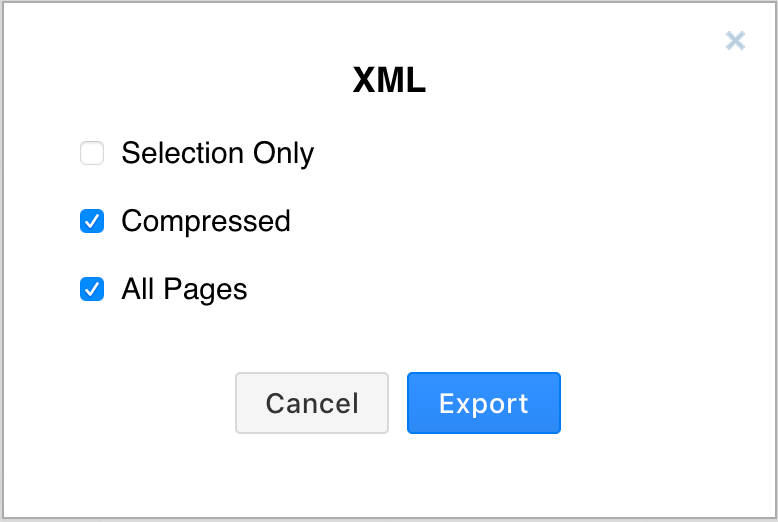 XML
Selection Only
Compressed
All Pages
Cancel
Export